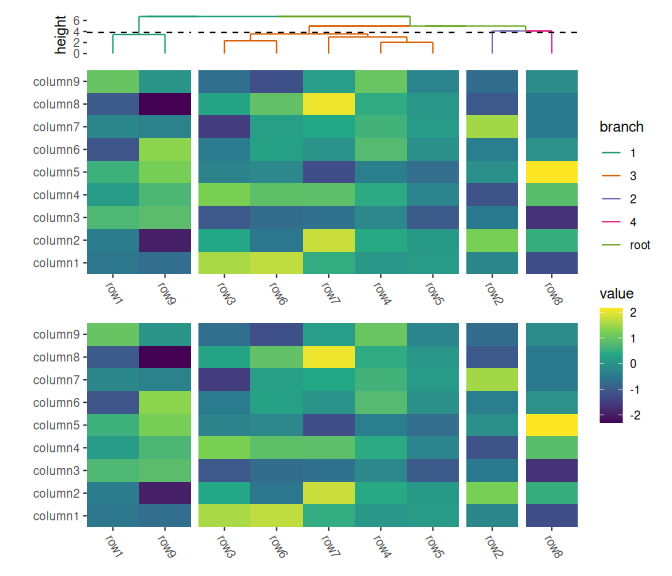 height
6
4
2
0
column9
column8
column7
column6
column5
column4
column3
column2
column1
row1 row9 row3 row6 row7 row4 row5 row2 row8
column9
column8
column7
column6
column5
column4
column3
column2
column1
row1 row9 row3 row6 row7 row4 row5 row2 row8
branch
1
3
2
4
root
value
2
1
0
-1
-2